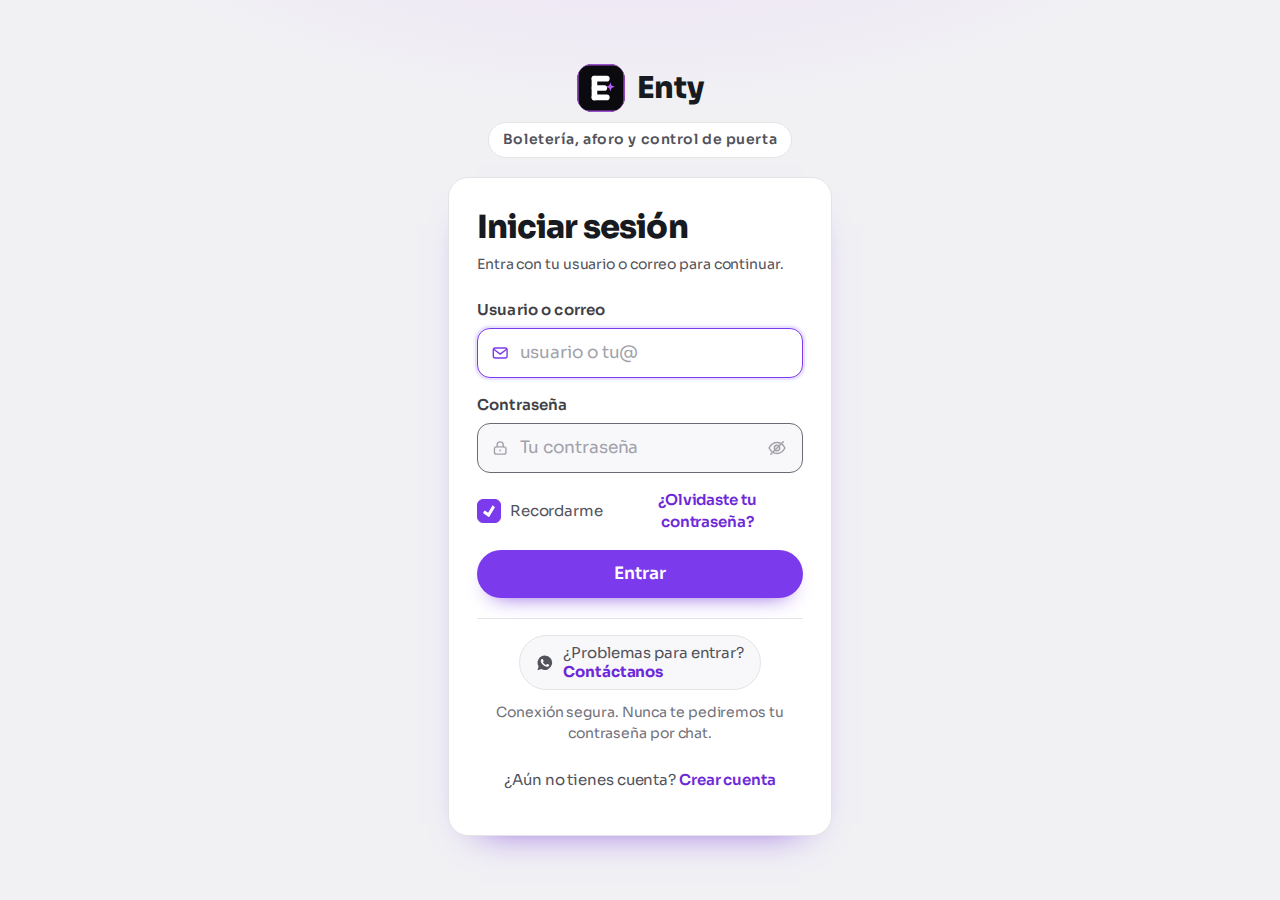 Enty
Boletería, aforo y control de puerta
Iniciar sesión
Entra con tu usuario o correo para continuar.
Usuario o correo
usuario o tu@
Contraseña
Tu contraseña
Recordarme
¿Olvidaste tu
contraseña?
Entrar
¿Problemas para entrar?
Contáctanos
Conexión segura. Nunca te pediremos tu
contraseña por chat.
¿Aún no tienes cuenta? Crear cuenta